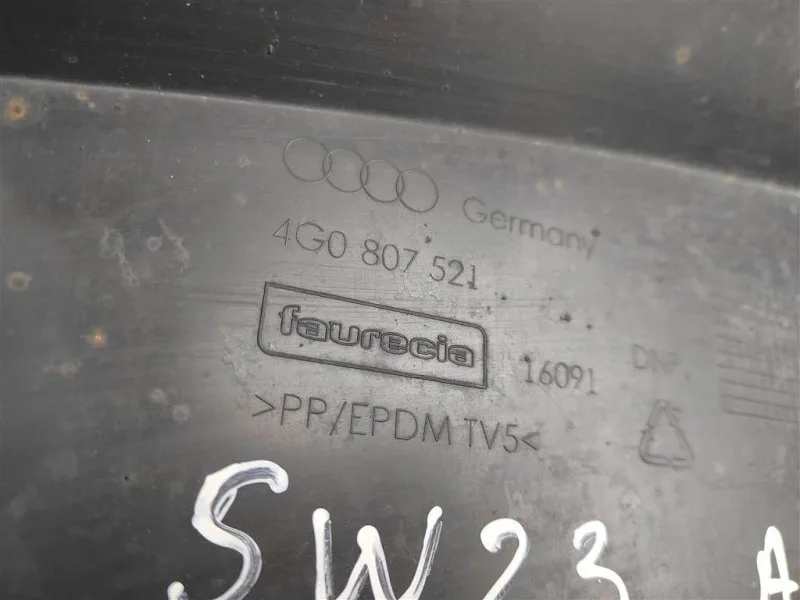 Germany
4G0 807 521
faurecia 16091
>PP/EPDM TV5<
SW23 A